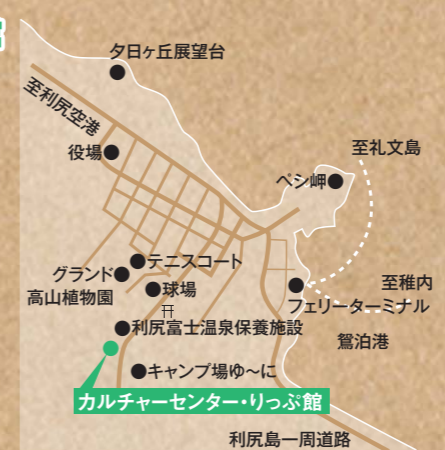 夕日ヶ丘展望台
至利尻空港
役場
至礼文島
ペシ岬
テニスコート
グランド
高山植物園
球場
至稚内
フェリーターミナル
鴛泊港
利尻富士温泉保養施設
キャンプ場ゆ〜に
カルチャーセンター・りっぷ館
利尻島一周道路